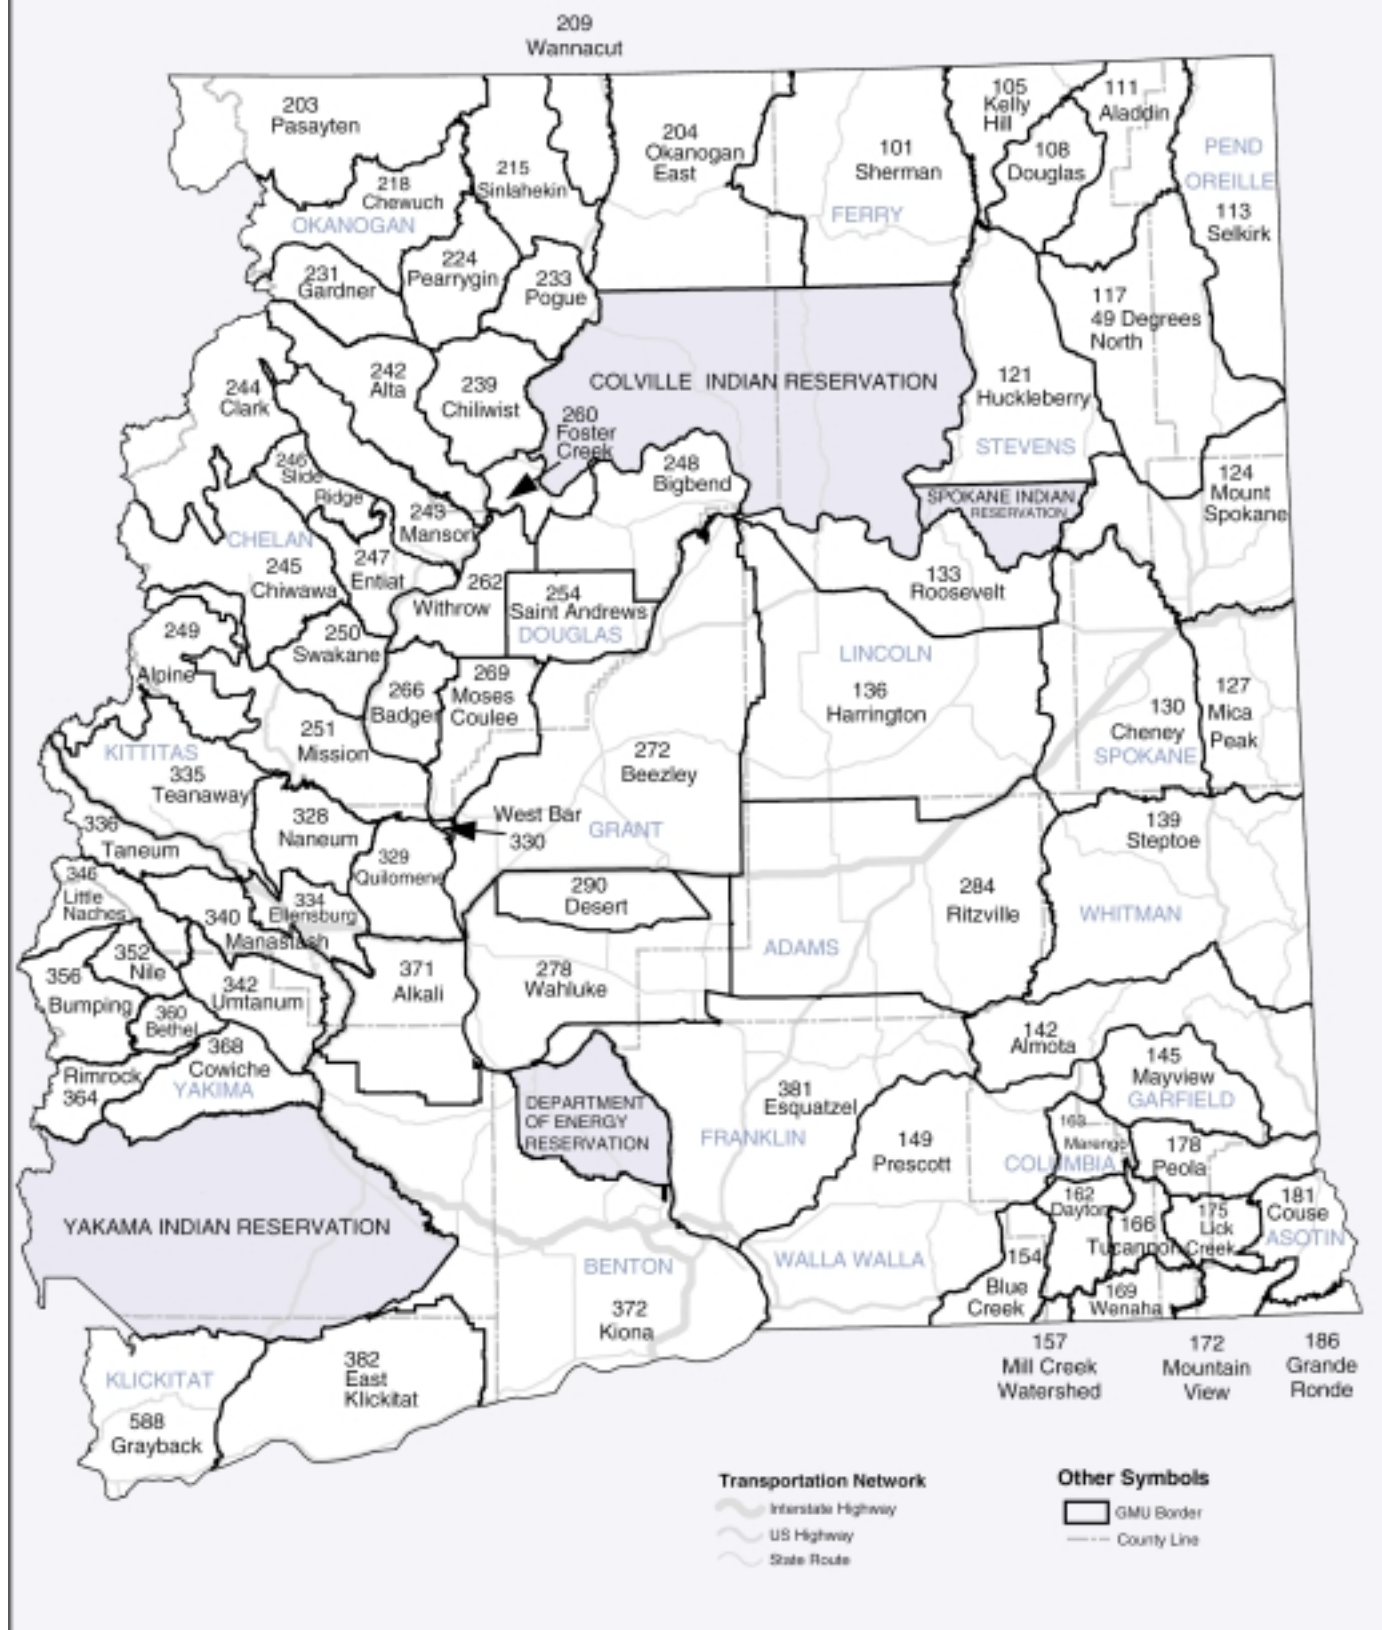 209
Wannacut
203
Pasayten
218
Chewuch
OKANOGAN
215
Sinlahekin
204
Okanogan
East
101
Sherman
FERRY
105
Kelly
Hill
111
Aladdin
108
Douglas
PEND
OREILLE
113
Selkirk
231
Gardner
224
Pearrygin
233
Pogue
117
49 Degrees
North
242
Alta
239
Chiliwist
244
Clark
COLVILLE INDIAN RESERVATION
121
Huckleberry
STEVENS
260
Foster
Creek
248
Bigbend
246
Slide
Ridge
243
Manson
SPOKANE INDIAN
RESERVATION
124
Mount
Spokane
CHELAN
245
Chiwawa
247
Entiat
262
Withrow
254
Saint Andrews
DOUGLAS
133
Roosevelt
249
Alpine
250
Swakane
266
Badger
269
Moses
Coulee
LINCOLN
136
Harrington
130
Cheney
SPOKANE
127
Mica
Peak
251
Mission
KITTITAS
335
Teanaway
272
Beezley
GRANT
West Bar
330
336
Taneum
328
Naneum
329
Quilomene
139
Steptoe
346
Little
Naches
340
Manastash
334
Ellensburg
290
Desert
284
Ritzville
WHITMAN
ADAMS
352
Nile
356
Bumping
342
Umtanum
371
Alkali
278
Wahluke
360
Bethel
368
Cowiche
YAKIMA
Rimrock
364
142
Almota
145
Mayview
GARFIELD
DEPARTMENT
OF ENERGY
RESERVATION
381
Esquatzel
FRANKLIN
149
Prescott
163
Marengo
COLUMBIA
178
Peola
YAKAMA INDIAN RESERVATION
162
Dayton
166
Tucannon
175
Lick
Creek
181
Couse
ASOTIN
BENTON
372
Kiona
WALLA WALLA
154
Blue
Creek
169
Wenaha
157
Mill Creek
Watershed
172
Mountain
View
186
Grande
Ronde
KLICKITAT
588
Grayback
382
East
Klickitat
Transportation Network
Interstate Highway
US Highway
State Route
Other Symbols
GMU Border
County Line